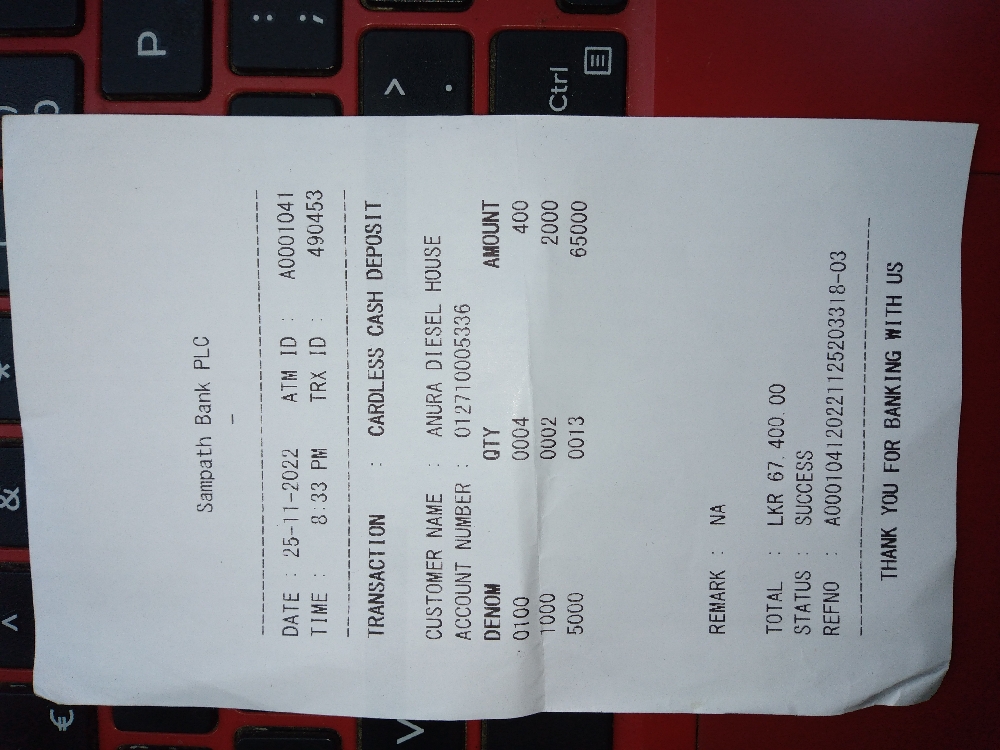 Sampath Bank PLC
_
----------------------------------------
DATE : 25-11-2022 ATM ID : A0001041
TIME : 8:33 PM TRX ID : 490453
----------------------------------------
TRANSACTION : CARDLESS CASH DEPOSIT
CUSTOMER NAME : ANURA DIESEL HOUSE
ACCOUNT NUMBER : 012710005336
DENOM QTY AMOUNT
0100 0004 400
1000 0002 2000
5000 0013 65000
REMARK : NA
TOTAL : LKR 67,400.00
STATUS : SUCCESS
REFNO : A00010412022112520331​8-03
----------------------------------------
THANK YOU FOR BANKING WITH US
P
: ;
> .
Ctrl
*
&
^
€
V